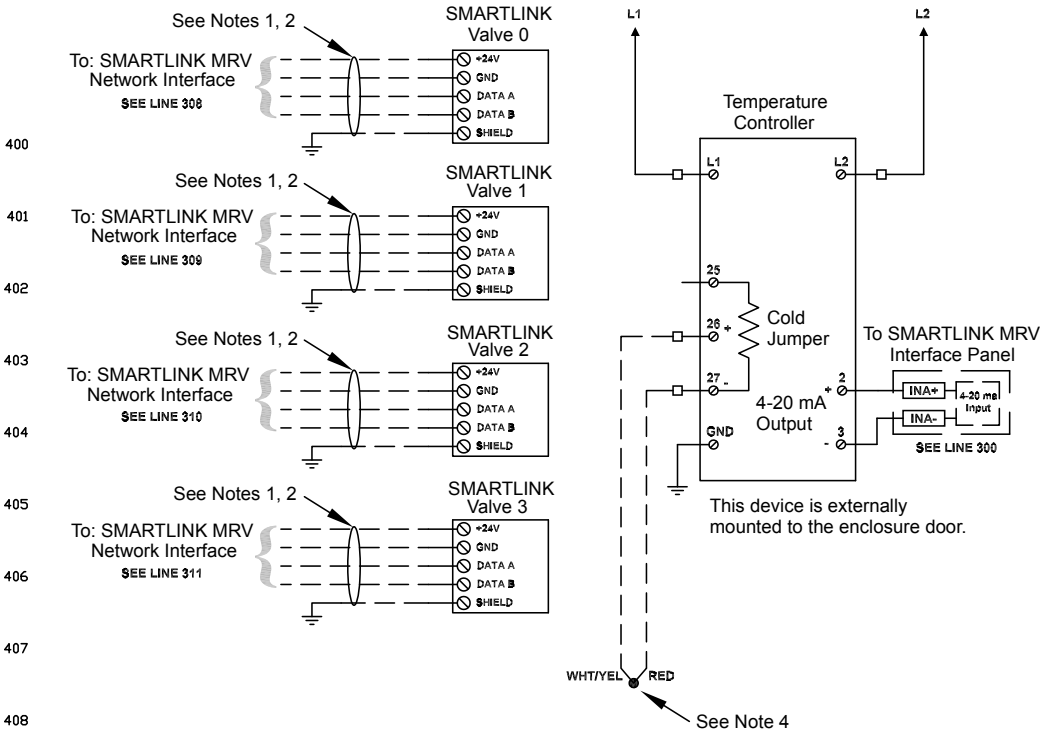 See Notes 1, 2
SMARTLINK
Valve 0
To: SMARTLINK MRV
Network Interface
SEE LINE 308
+24V
GND
DATA A
DATA B
SHIELD
400
See Notes 1, 2
SMARTLINK
Valve 1
401
To: SMARTLINK MRV
Network Interface
SEE LINE 309
+24V
GND
DATA A
DATA B
SHIELD
402
See Notes 1, 2
SMARTLINK
Valve 2
403
To: SMARTLINK MRV
Network Interface
SEE LINE 310
+24V
GND
DATA A
DATA B
SHIELD
404
405
See Notes 1, 2
SMARTLINK
Valve 3
To: SMARTLINK MRV
Network Interface
SEE LINE 311
+24V
GND
DATA A
DATA B
SHIELD
406
407
408
L1
L2
Temperature
Controller
L1
L2
25
26 +
27 -
Cold
Jumper
GND
4-20 mA
Output
+ 2
- 3
To SMARTLINK MRV
Interface Panel
INA+
INA-
4-20 ma
Input
SEE LINE 300
This device is externally
mounted to the enclosure door.
WHT/YEL
RED
See Note 4